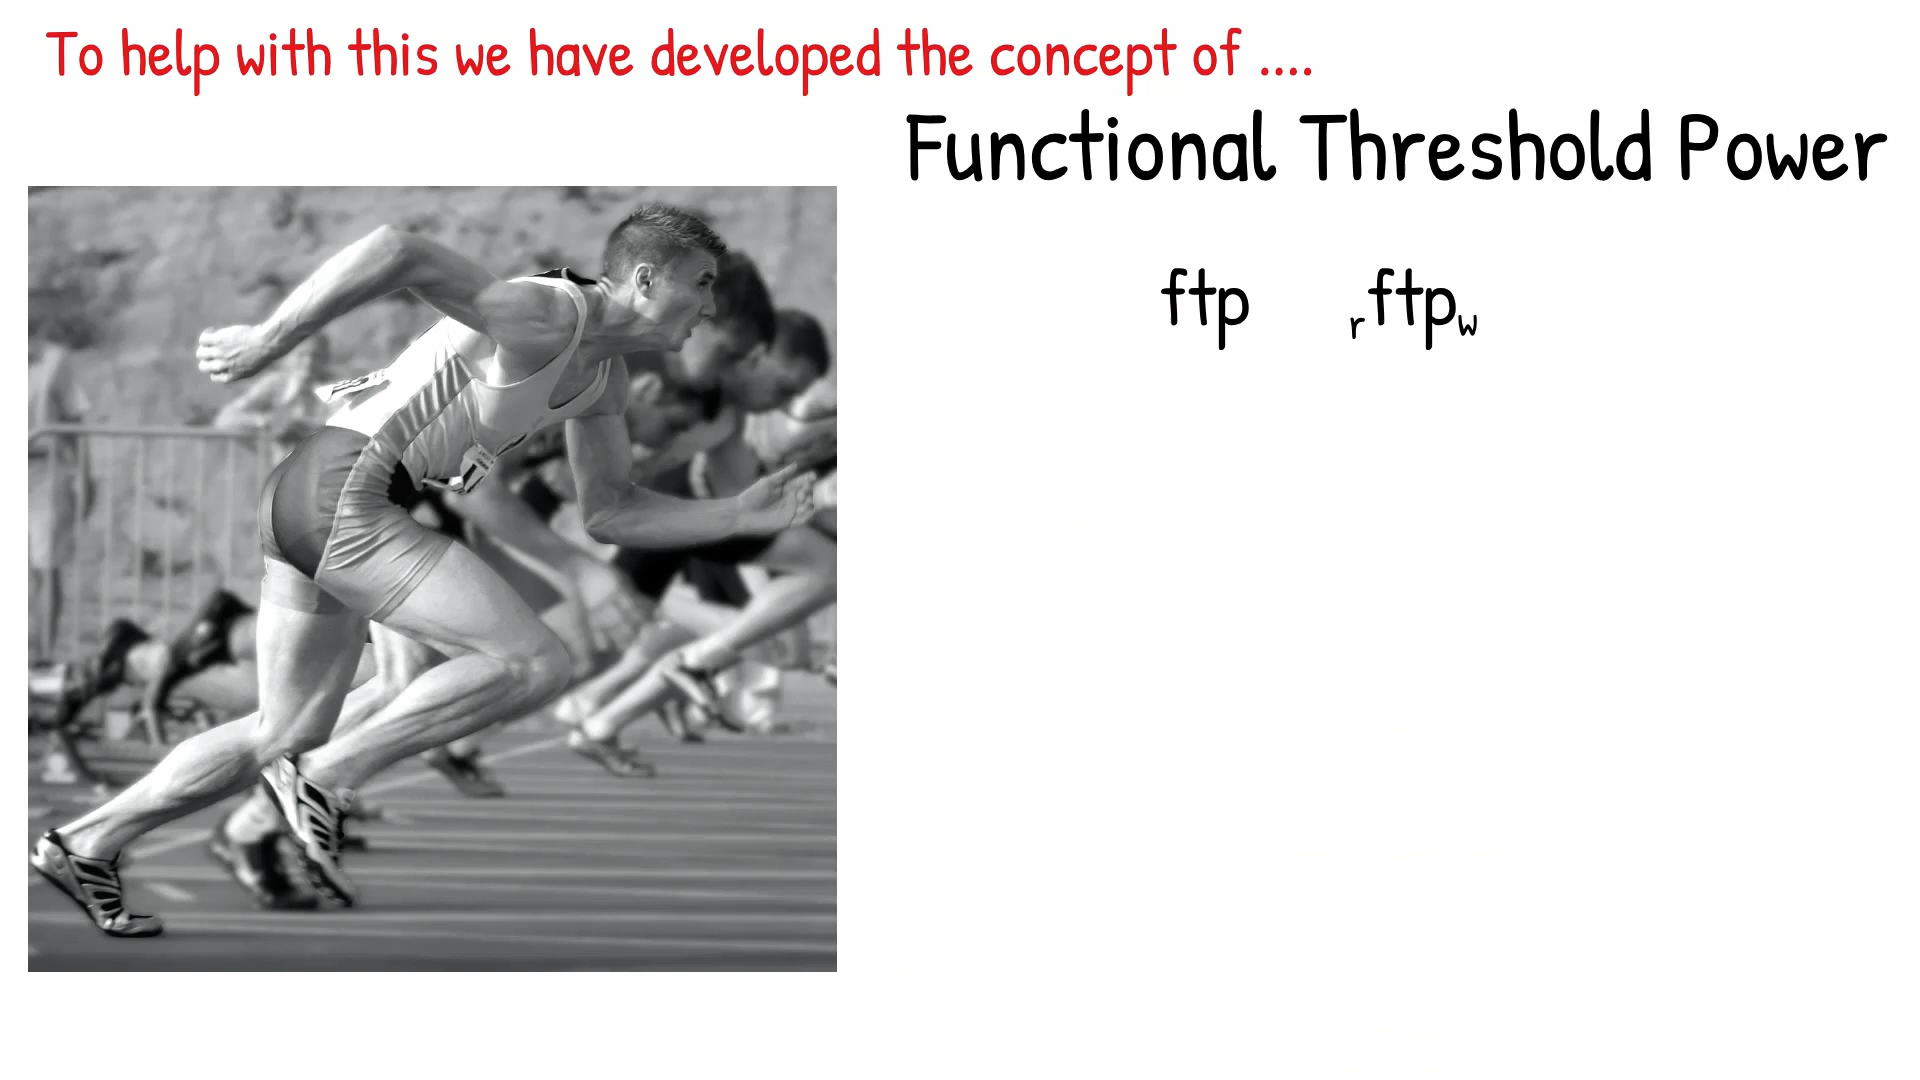 To help with this we have developed the concept of ....
Functional Threshold Power
ftp rftpw